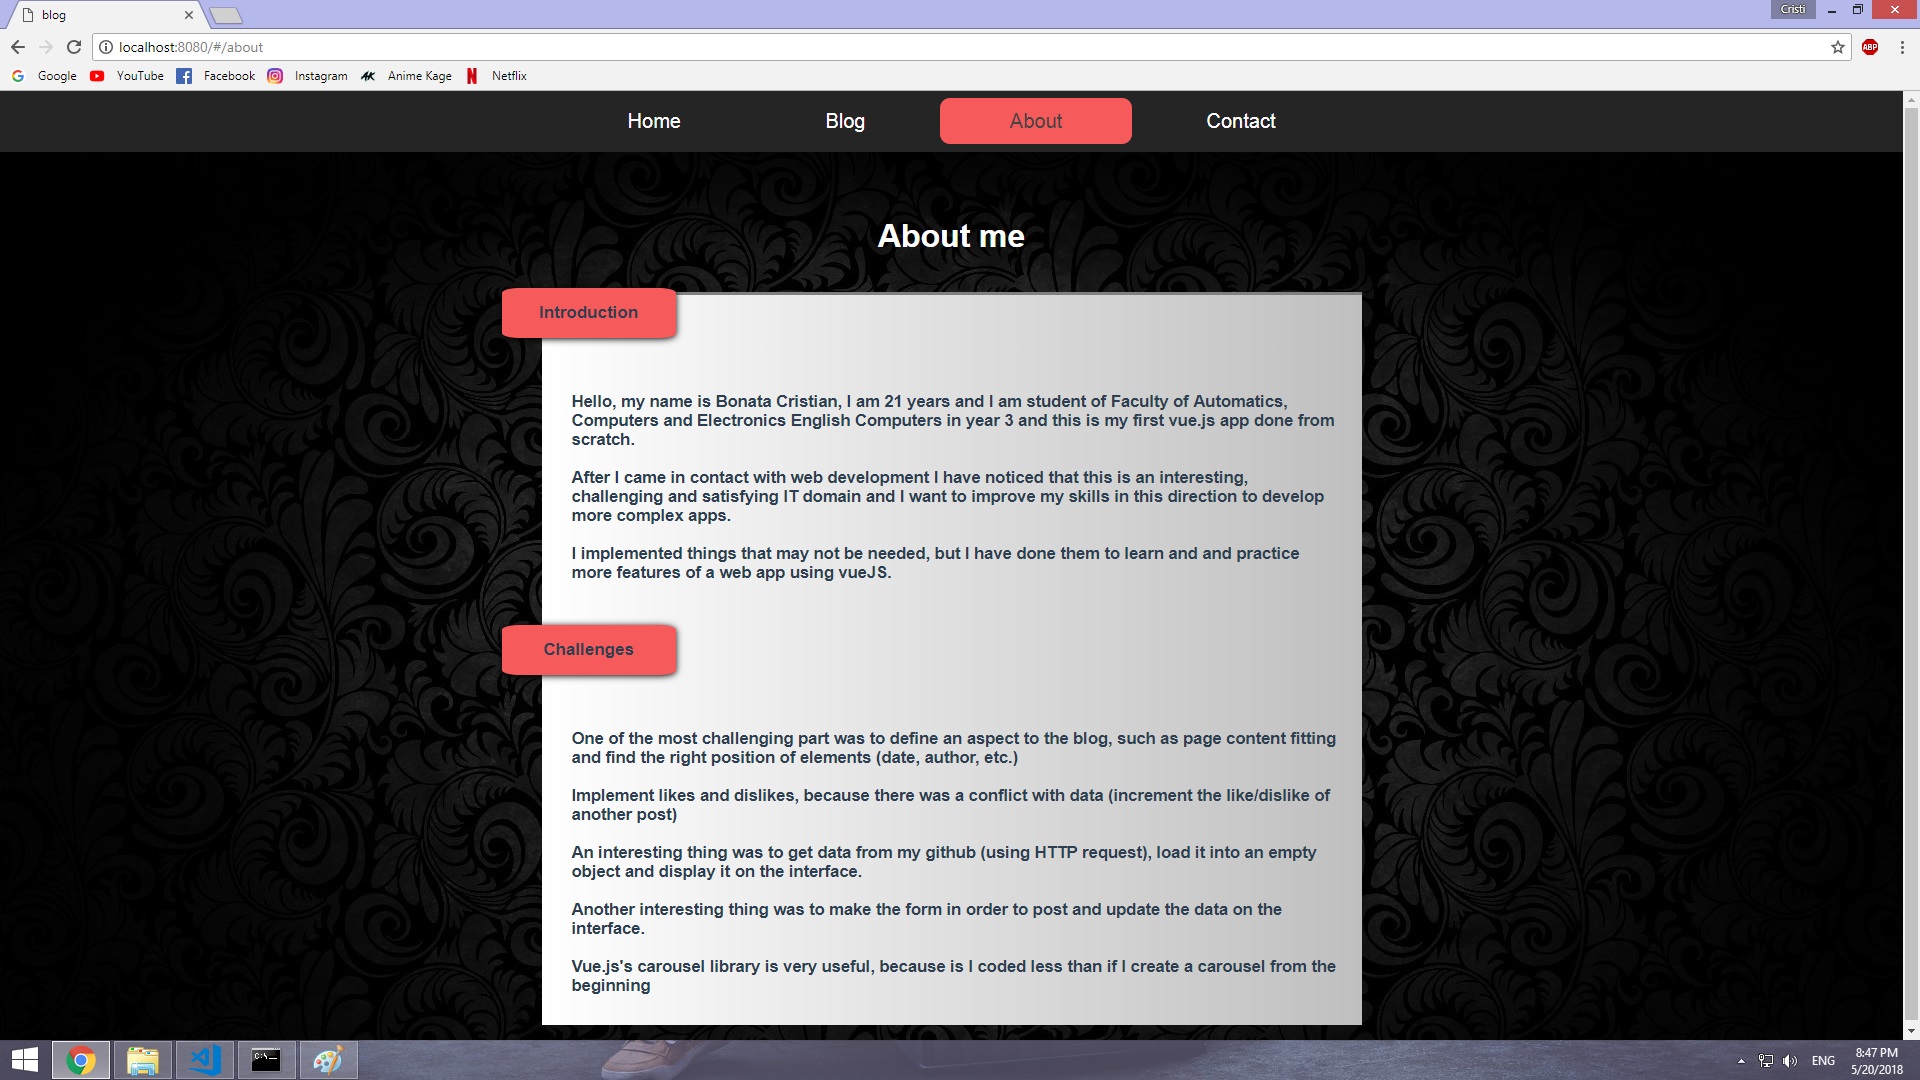 blog
Cristi
localhost:8080/#/about
ABP
Google YouTube Facebook Instagram Anime Kage Netflix
Home Blog About Contact
About me
Introduction
Hello, my name is Bonata Cristian, I am 21 years and I am student of Faculty of Automatics,
Computers and Electronics English Computers in year 3 and this is my first vue.js app done from
scratch.
After I came in contact with web development I have noticed that this is an interesting,
challenging and satisfying IT domain and I want to improve my skills in this direction to develop
more complex apps.
I implemented things that may not be needed, but I have done them to learn and and practice
more features of a web app using vueJS.
Challenges
One of the most challenging part was to define an aspect to the blog, such as page content fitting
and find the right position of elements (date, author, etc.)
Implement likes and dislikes, because there was a conflict with data (increment the like/dislike of
another post)
An interesting thing was to get data from my github (using HTTP request), load it into an empty
object and display it on the interface.
Another interesting thing was to make the form in order to post and update the data on the
interface.
Vue.js's carousel library is very useful, because is I coded less than if I create a carousel from the
beginning
C:\_
ENG
8:47 PM
5/20/2018